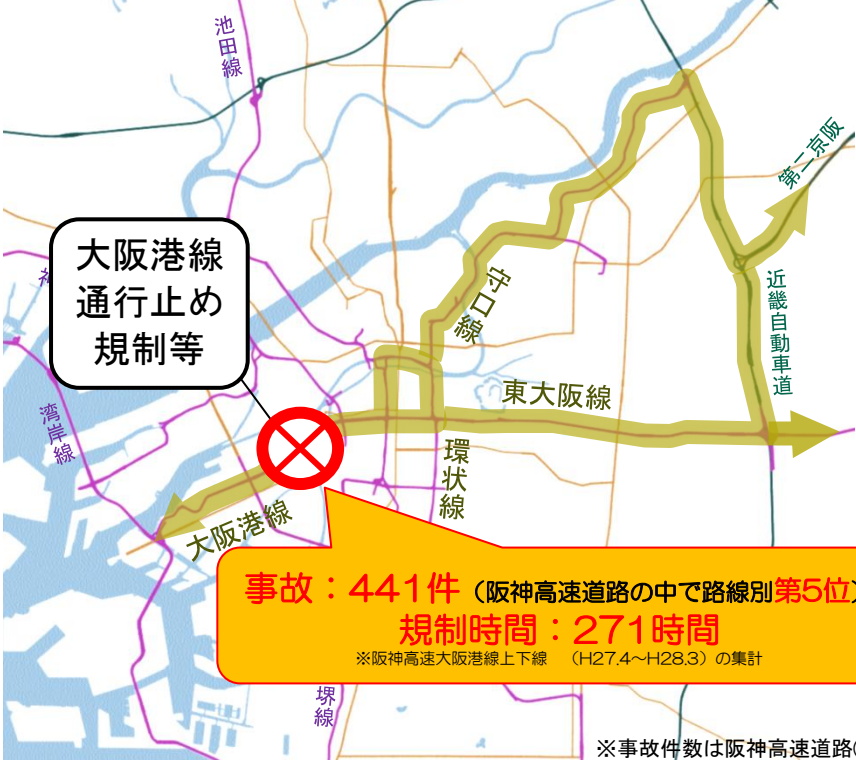 池田線
第二京阪
大阪港線
通行止め
規制等
守口線
近畿自動車道
湾岸線
東大阪線
環状線
大阪港線
事故：441件（阪神高速道路の中で路線別第5位）
規制時間：271時間
※阪神高速大阪港線上下線　（H27.4～H28.3）の集計
堺線
※事故件数は阪神高速道路